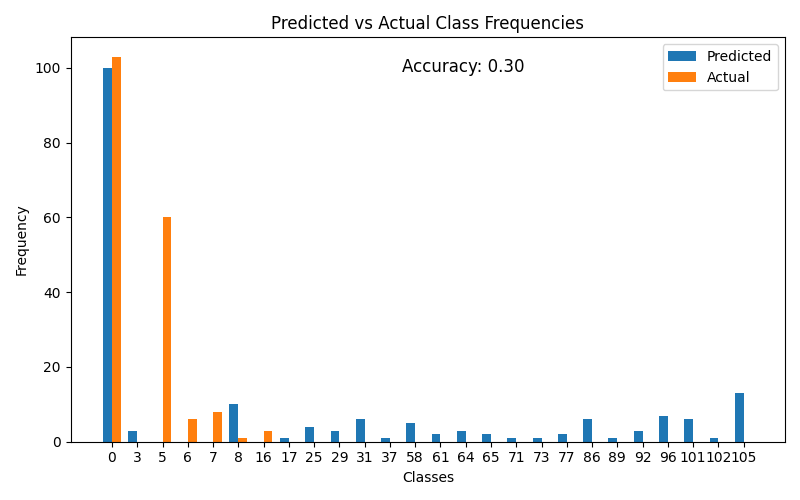 Predicted vs Actual Class Frequencies
Accuracy: 0.30
Predicted
Actual
Frequency
100
80
60
40
20
0
0 3 5 6 7 8 16 17 25 29 31 37 58 61 64 65 71 73 77 86 89 92 96 101 102 105
Classes